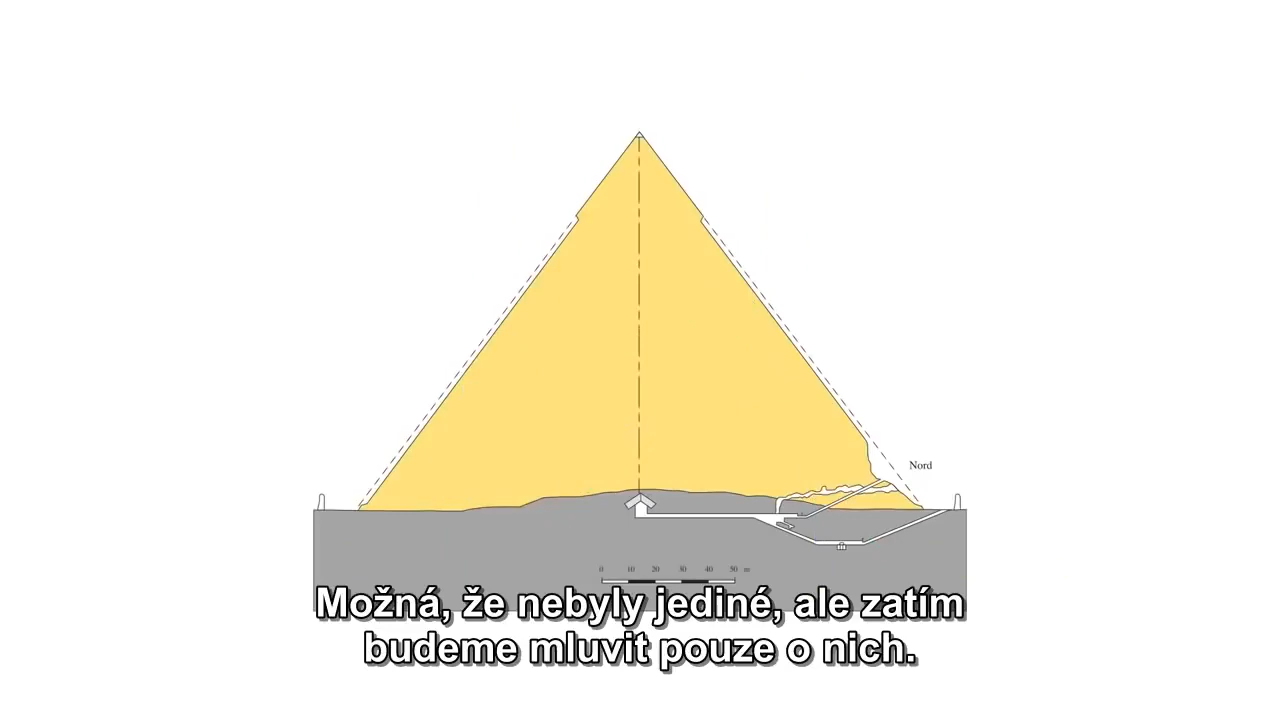 Nord
0 10 20 30 40 50 m
Možná, že nebyly jediné, ale zatím
budeme mluvit pouze o nich.